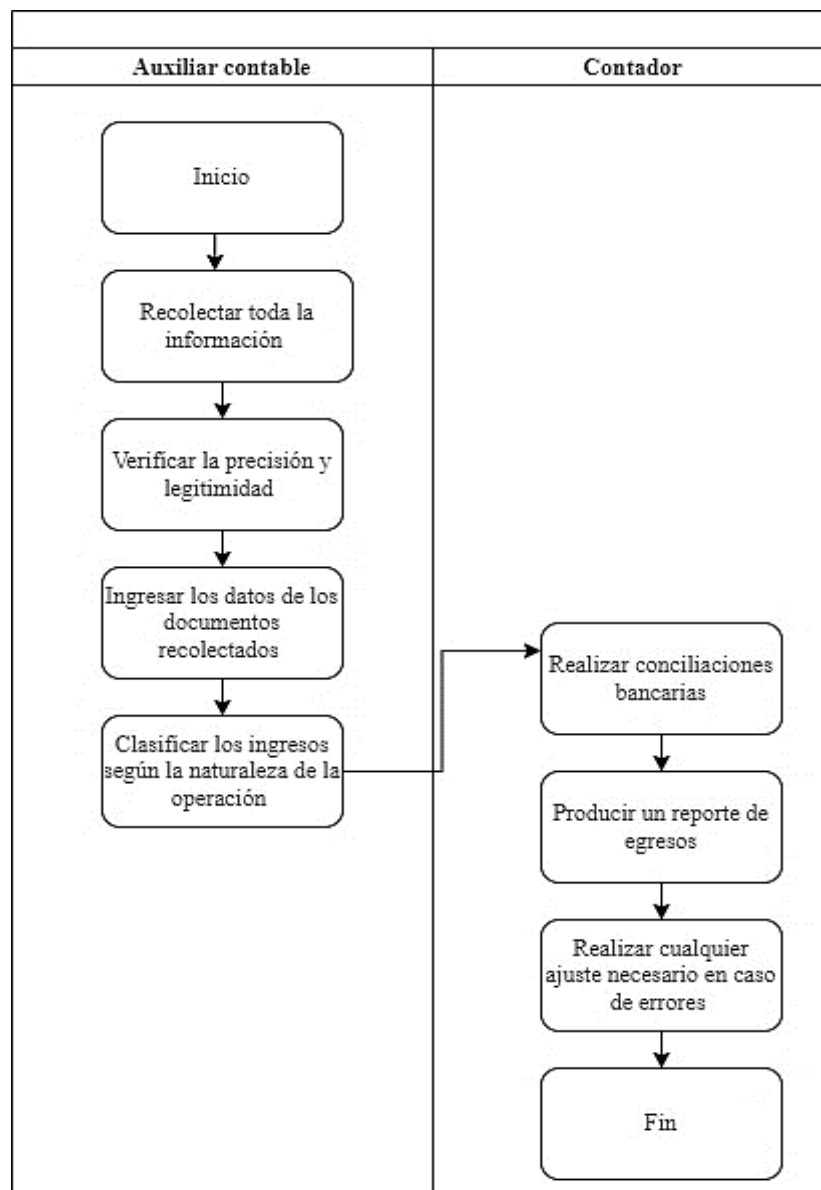 Auxiliar contable
Contador
Inicio
Recolectar toda la
información
Verificar la precisión y
legitimidad
Ingresar los datos de los
documentos
recolectados
Clasificar los ingresos
según la naturaleza de la
operación
Realizar conciliaciones
bancarias
Producir un reporte de
egresos
Realizar cualquier
ajuste necesario en caso
de errores
Fin